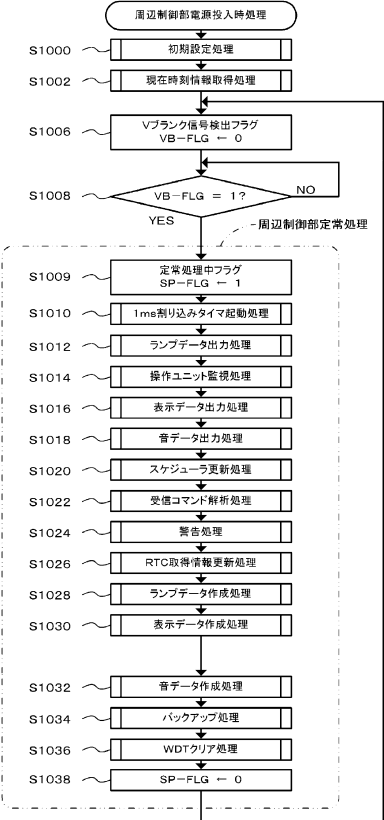 周辺制御部電源投入時処理
S1000 初期設定処理
S1002 現在時刻情報取得処理
S1006 Vブランク信号検出フラグ
VB-FLG ← 0
S1008 VB-FLG = 1?
NO
YES
周辺制御部定常処理
S1009 定常処理中フラグ
SP-FLG ← 1
S1010 1ms割り込みタイマ起動処理
S1012 ランプデータ出力処理
S1014 操作ユニット監視処理
S1016 表示データ出力処理
S1018 音データ出力処理
S1020 スケジューラ更新処理
S1022 受信コマンド解析処理
S1024 警告処理
S1026 RTC取得情報更新処理
S1028 ランプデータ作成処理
S1030 表示データ作成処理
S1032 音データ作成処理
S1034 バックアップ処理
S1036 WDTクリア処理
S1038 SP-FLG ← 0